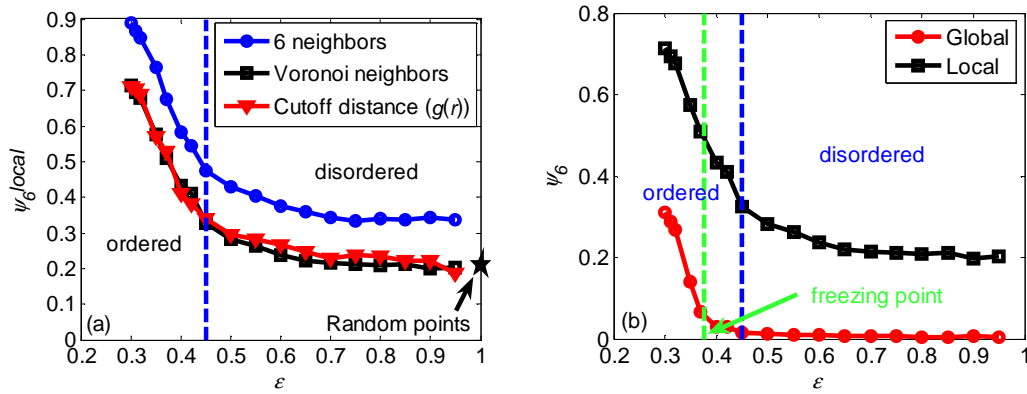 0.9
0.8
0.7
0.6
0.5
0.4
0.3
0.2
0.1
0
ψ6local
6 neighbors
Voronoi neighbors
Cutoff distance (g(r))
disordered
ordered
Random points
(a)
0.2 0.3 0.4 0.5 0.6 0.7 0.8 0.9 1
ε
0.8
0.6
0.4
0.2
0
ψ6
Global
Local
disordered
ordered
freezing point
(b)
0.2 0.3 0.4 0.5 0.6 0.7 0.8 0.9 1
ε